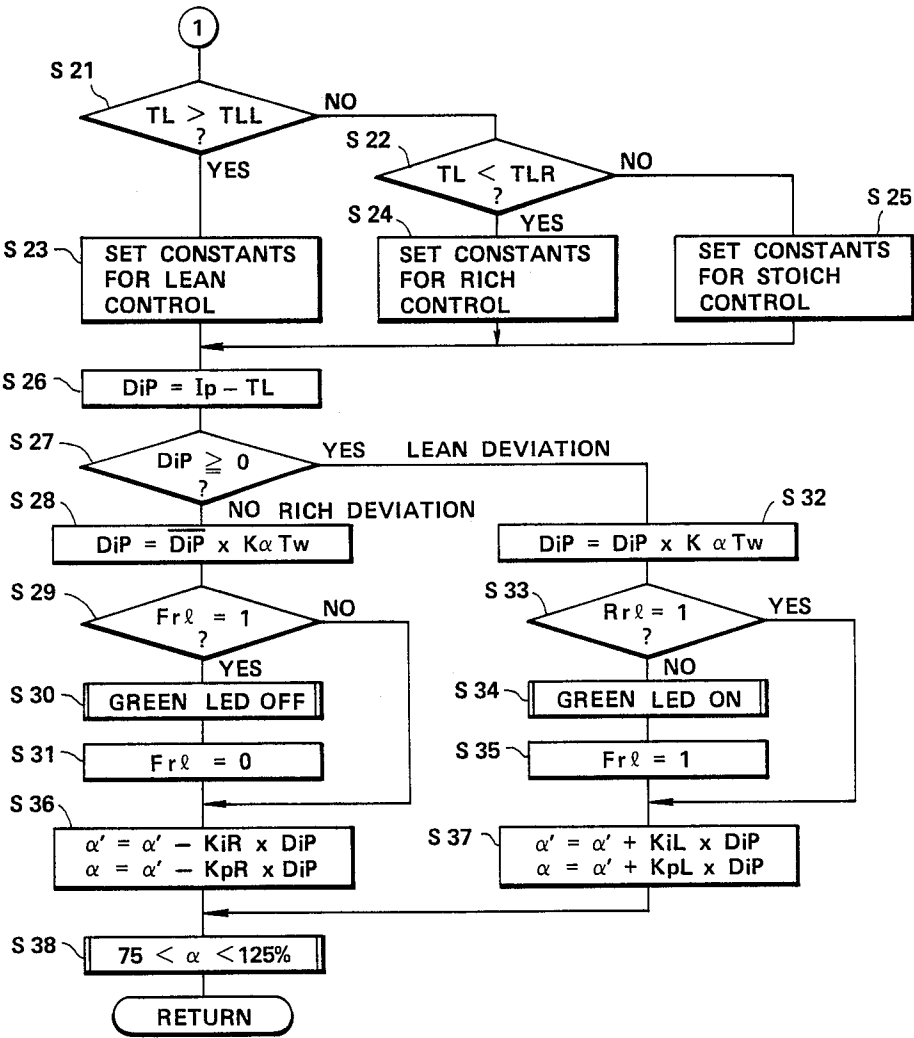 1
S 21
TL > TLL
?
NO
YES
S 22
TL < TLR
?
NO
YES
S 23
SET CONSTANTS
FOR LEAN
CONTROL
S 24
SET CONSTANTS
FOR RICH
CONTROL
S 25
SET CONSTANTS
FOR STOICH
CONTROL
S 26
DiP = Ip – TL
S 27
DiP ≧ 0
?
YES LEAN DEVIATION
NO RICH DEVIATION
S 28
DiP = D̅i̅P̅ x KαTw
S 32
DiP = DiP x K α Tw
S 29
Frℓ = 1
?
NO
YES
S 33
Rrℓ = 1
?
YES
NO
S 30
GREEN LED OFF
S 34
GREEN LED ON
S 31
Frℓ = 0
S 35
Frℓ = 1
S 36
α' = α' – KiR x DiP
α = α' – KpR x DiP
S 37
α' = α' + KiL x DiP
α = α' + KpL x DiP
S 38
75 < α < 125%
RETURN